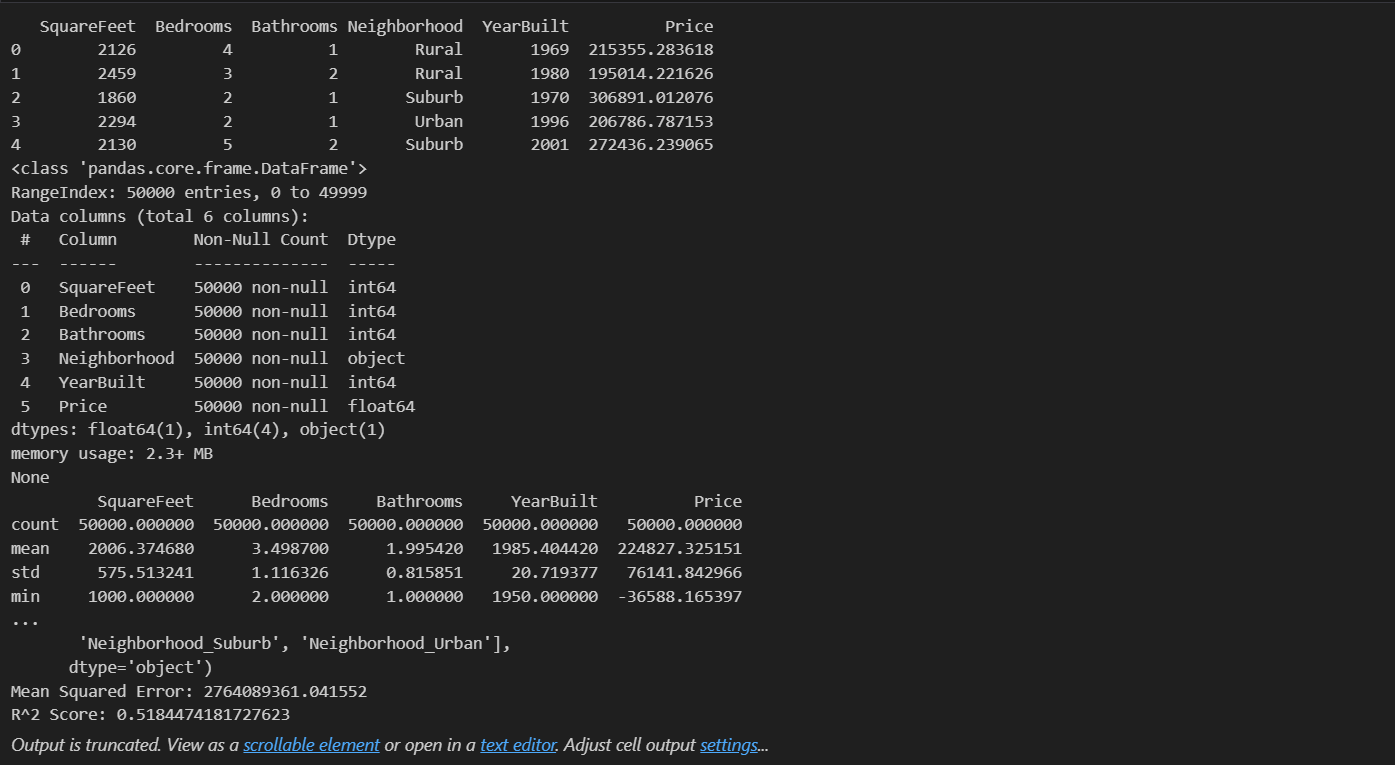 SquareFeet  Bedrooms  Bathrooms Neighborhood  YearBuilt          Price
0        2126         4          1        Rural       1969  215355.283618
1        2459         3          2        Rural       1980  195014.221626
2        1860         2          1       Suburb       1970  306891.012076
3        2294         2          1        Urban       1996  206786.787153
4        2130         5          2       Suburb       2001  272436.239065
<class 'pandas.core.frame.DataFrame'>
RangeIndex: 50000 entries, 0 to 49999
Data columns (total 6 columns):
 #   Column        Non-Null Count  Dtype
---  ------        --------------  -----
 0   SquareFeet    50000 non-null  int64
 1   Bedrooms      50000 non-null  int64
 2   Bathrooms     50000 non-null  int64
 3   Neighborhood  50000 non-null  object
 4   YearBuilt     50000 non-null  int64
 5   Price         50000 non-null  float64
dtypes: float64(1), int64(4), object(1)
memory usage: 2.3+ MB
None
         SquareFeet      Bedrooms     Bathrooms     YearBuilt          Price
count  50000.000000  50000.000000  50000.000000  50000.000000   50000.000000
mean    2006.374680      3.498700      1.995420   1985.404420  224827.325151
std      575.513241      1.116326      0.815851     20.719377   76141.842966
min     1000.000000      2.000000      1.000000   1950.000000  -36588.165397
...
       'Neighborhood_Suburb', 'Neighborhood_Urban'],
      dtype='object')
Mean Squared Error: 2764089361.041552
R^2 Score: 0.5184474181727623
Output is truncated. View as a scrollable element or open in a text editor. Adjust cell output settings...